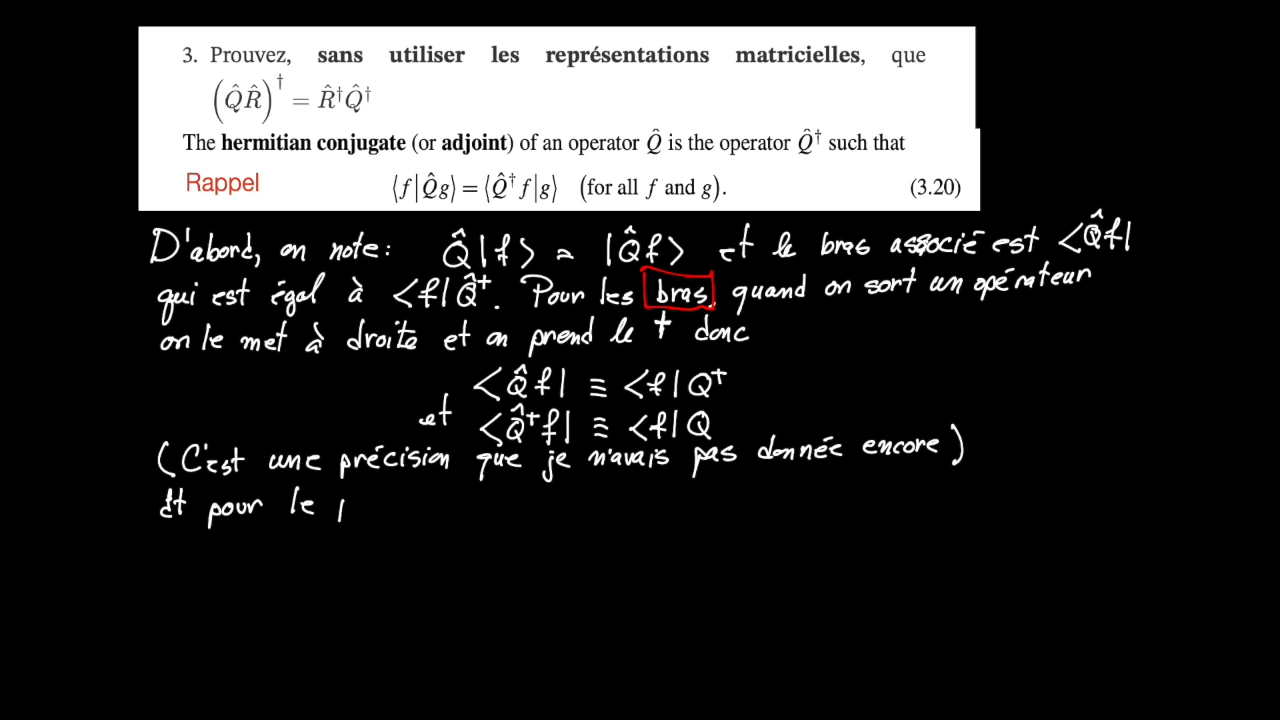 3. Prouvez, sans utiliser les représentations matricielles, que
(Q̂R̂)† = R̂†Q̂†
The hermitian conjugate (or adjoint) of an operator Q̂ is the operator Q̂† such that
Rappel ⟨f|Q̂g⟩ = ⟨Q̂†f|g⟩ (for all f and g). (3.20)
D'abord, on note: Q̂|f> = |Q̂f> et le bras associé est <Q̂f|
qui est égal à <f|Q̂†. Pour les bras, quand on sort un opérateur
on le met à droite et on prend le † donc
<Q̂f| ≡ <f|Q†
et <Q̂†f| ≡ <f|Q
(C'est une précision que je n'avais pas donnée encore)
Et pour le